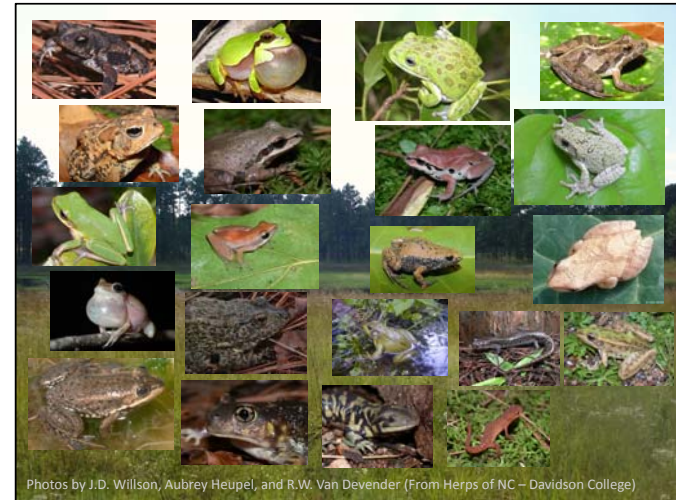 Photos by J.D. Willson, Aubrey Heupel, and R.W. Van Devender (From Herps of NC – Davidson College)